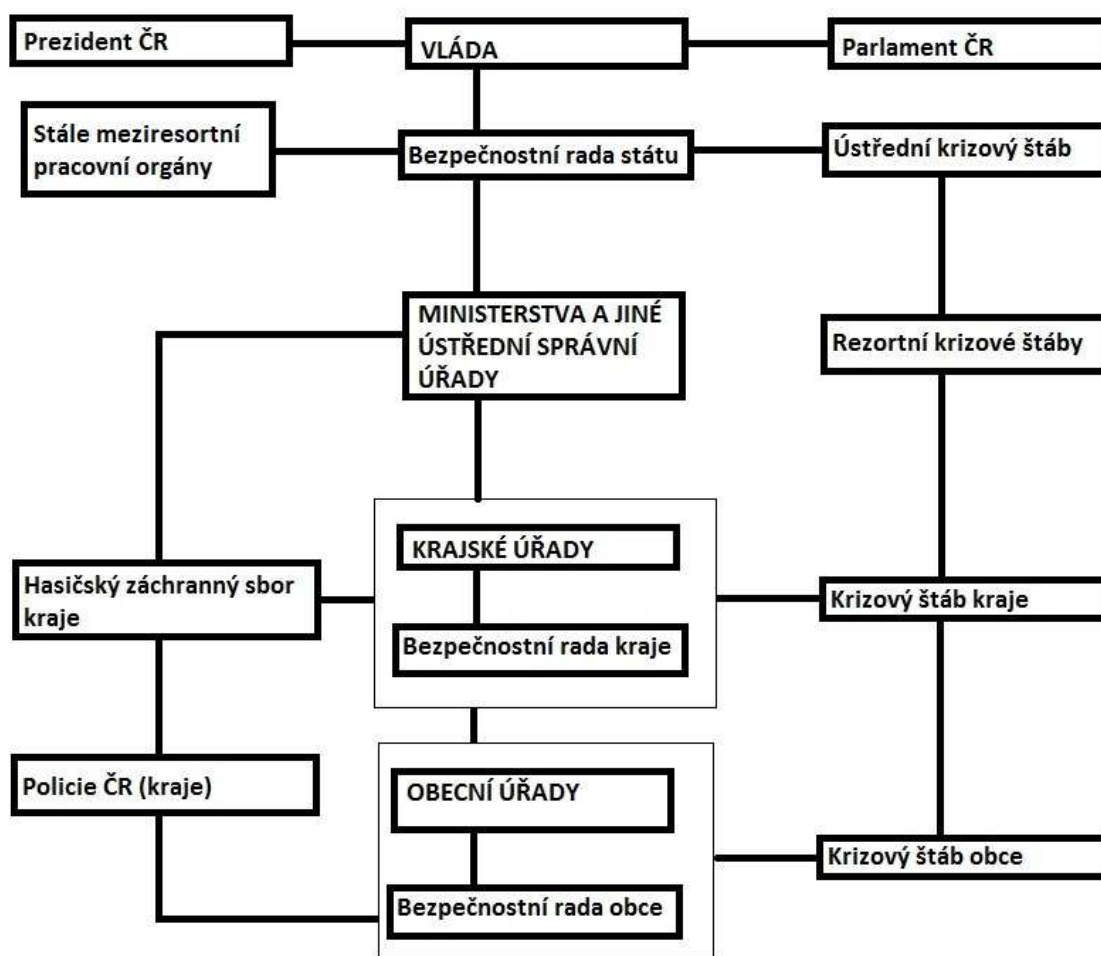 Prezident ČR
VLÁDA
Parlament ČR
Stále meziresortní
pracovní orgány
Bezpečnostní rada státu
Ústřední krizový štáb
MINISTERSTVA A JINÉ
ÚSTŘEDNÍ SPRÁVNÍ
ÚŘADY
Rezortní krizové štáby
KRAJSKÉ ÚŘADY
Hasičský záchranný sbor
kraje
Krizový štáb kraje
Bezpečnostní rada kraje
Policie ČR (kraje)
OBECNÍ ÚŘADY
Krizový štáb obce
Bezpečnostní rada obce